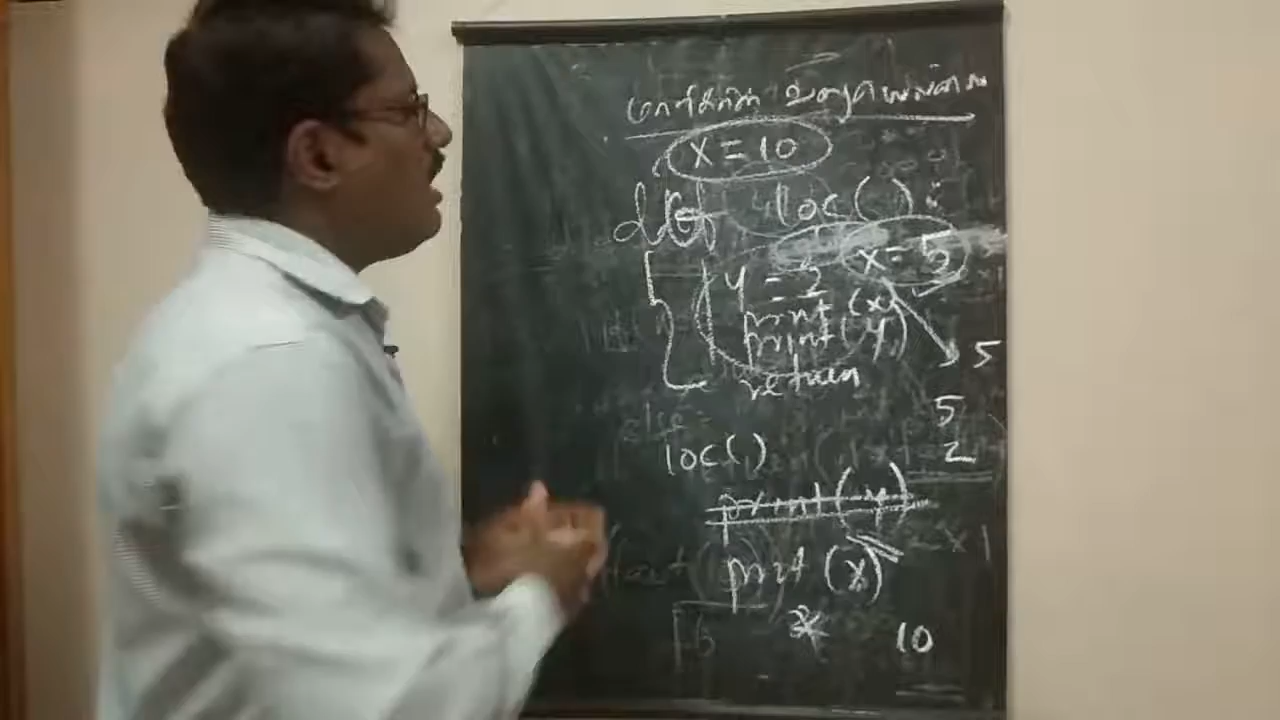 x = 10
def loc():
x = 5
y = 2
print (x)
print (y)
5
return
5
loc()
2
print (y)
print (x)
10